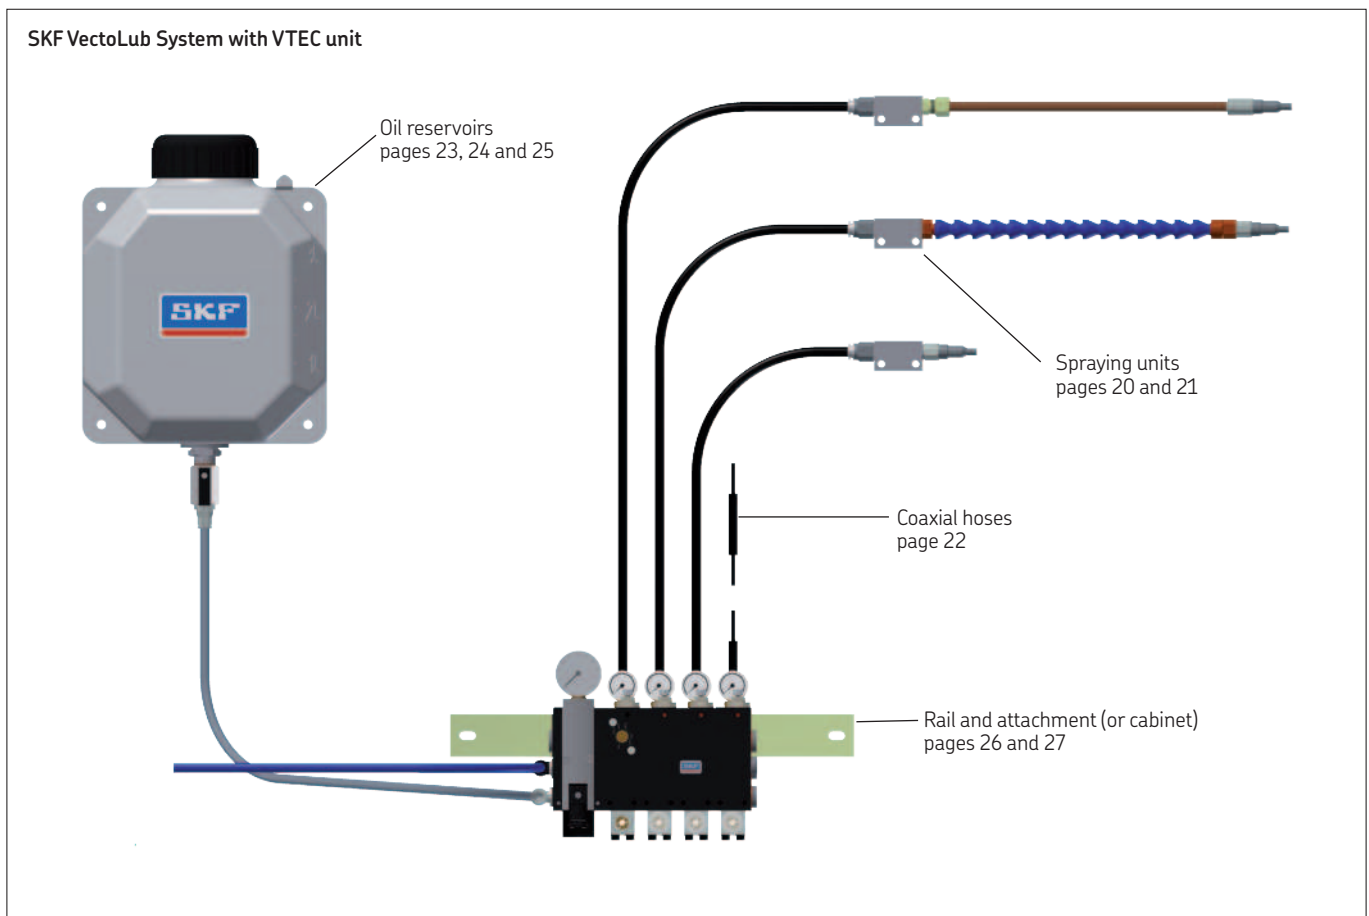 SKF VectoLub System with VTEC unit
Oil reservoirs
pages 23, 24 and 25
SKF
Spraying units
pages 20 and 21
Coaxial hoses
page 22
Rail and attachment (or cabinet)
pages 26 and 27
SKF